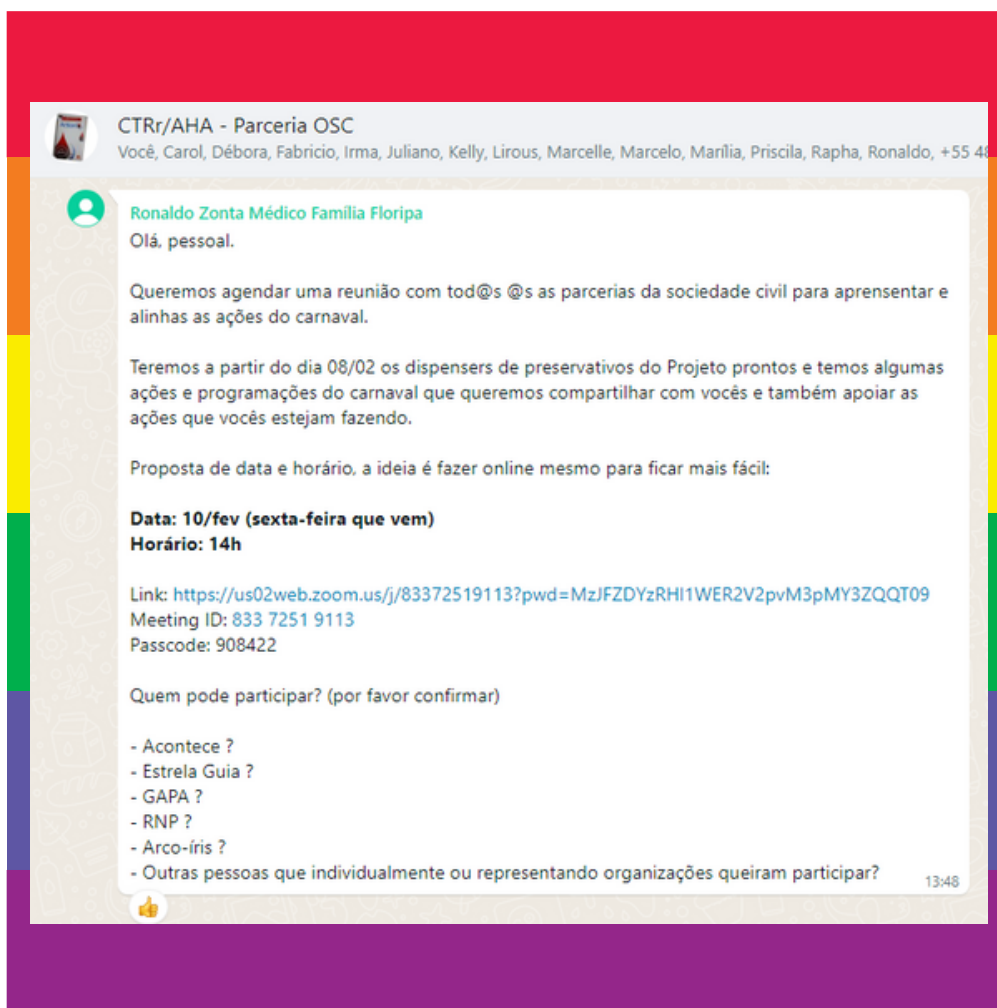 CTRr/AHA - Parceria OSC
Você, Carol, Débora, Fabricio, Irma, Juliano, Kelly, Lirous, Marcelle, Marcelo, Marília, Priscila, Rapha, Ronaldo, +55 48
Ronaldo Zonta Médico Família Floripa
Olá, pessoal.
Queremos agendar uma reunião com tod@s @s as parcerias da sociedade civil para aprensentar e
alinhas as ações do carnaval.
Teremos a partir do dia 08/02 os dispensers de preservativos do Projeto prontos e temos algumas
ações e programações do carnaval que queremos compartilhar com vocês e também apoiar as
ações que vocês estejam fazendo.
Proposta de data e horário, a ideia é fazer online mesmo para ficar mais fácil:
Data: 10/fev (sexta-feira que vem)
Horário: 14h
Link: https://us02web.zoom.us/j/83372519113?pwd=MzJFZDYzRHI1WER2V2pvM3pMY3ZQQT09
Meeting ID: 833 7251 9113
Passcode: 908422
Quem pode participar? (por favor confirmar)
- Acontece ?
- Estrela Guia ?
- GAPA ?
- RNP ?
- Arco-íris ?
- Outras pessoas que individualmente ou representando organizações queiram participar?
13:48